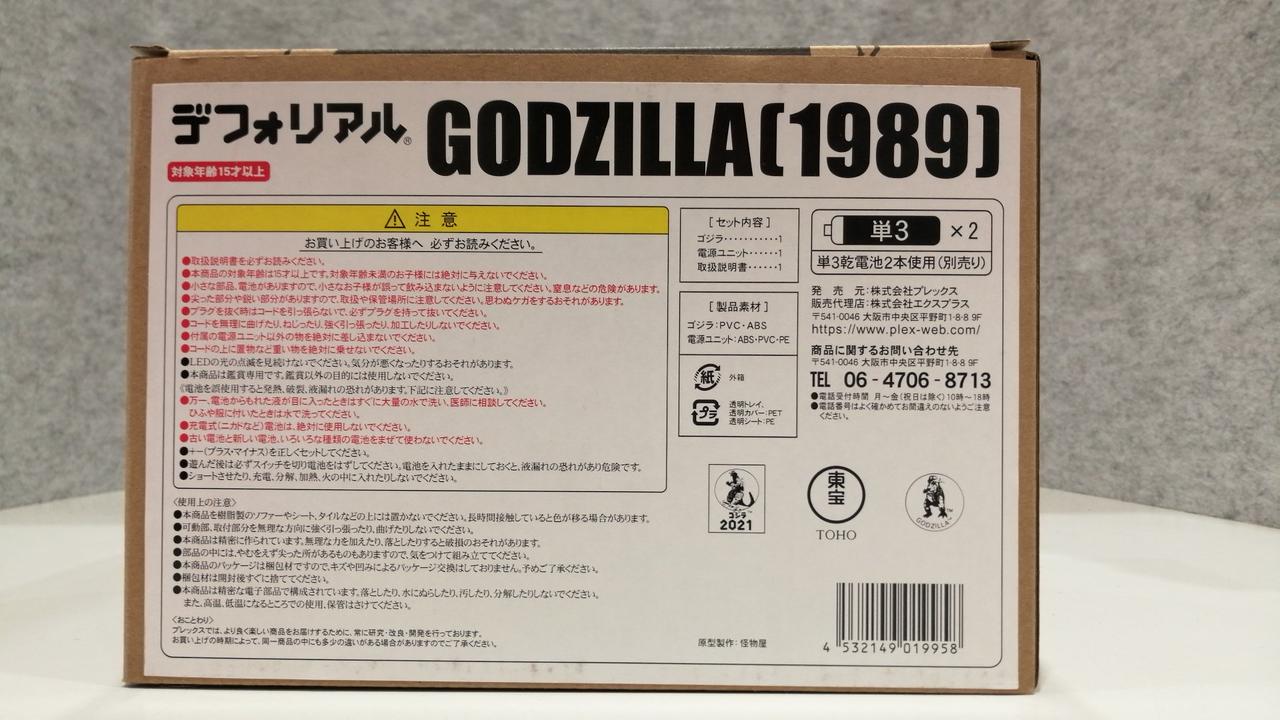 デフォリアル®
GODZILLA(1989)
対象年齢15才以上
⚠ 注意
お買い上げのお客様へ 必ずお読みください。
●取扱説明書を必ずお読みください。
●本商品の対象年齢は15才以上です。対象年齢未満のお子様には絶対に与えないでください。
●小さな部品、電池がありますので、小さなお子様が誤って飲み込まないように注意してください。窒息などの危険があります。
●尖った部分や鋭い部分がありますので、取扱や保管場所に注意してください。思わぬケガをするおそれがあります。
●プラグを抜く時はコードを引っ張らないで、必ずプラグを持って抜いてください。
●コードを無理に曲げたり、ねじったり、強く引っ張ったり、加工したりしないでください。
●付属の電源ユニット以外の物を絶対に差し込まないでください。
●コードの上に置物など重い物を絶対に乗せないでください。
●LEDの光の点滅を見続けないでください。気分が悪くなったりするおそれがあります。
●本商品は鑑賞専用です。鑑賞以外の目的には使用しないでください。
《電池を誤使用すると発熱、破裂、液漏れの恐れがあります。下記に注意してください。》
●万一、電池からもれた液が目に入ったときはすぐに大量の水で洗い、医師に相談してください。
ひふや服に付いたときは水で洗ってください。
●充電式(ニカドなど)電池は、絶対に使用しないでください。
●古い電池と新しい電池、いろいろな種類の電池をまぜて使わないでください。
●+-(プラス・マイナス)を正しくセットしてください。
●遊んだ後は必ずスイッチを切り電池をはずしてください。電池を入れたままにしておくと、液漏れの恐れがあり危険です。
●ショートさせたり、充電、分解、加熱、火の中に入れたりしないでください。
〈使用上の注意〉
●本商品を樹脂製のソファーやシート、タイルなどの上には置かないでください。長時間接触していると色が移る場合があります。
●可動部、取付部分を無理な方向に強く引っ張ったり、曲げたりしないでください。
●本商品は精密に作られています。無理な力を加えたり、落としたりすると破損のおそれがあります。
●部品の中には、やむをえず尖った所があるものもありますので、気をつけて組み立ててください。
●本商品のパッケージは梱包材ですので、キズや凹みによるパッケージ交換はしておりません。予めご了承ください。
●梱包材は開封後すぐに捨ててください。
●本商品は精密な電子部品で構成されています。落としたり、水にぬらしたり、汚したり、分解したりしないでください。
また、高温、低温になるところでの使用、保管はさけてください。
〈おことわり〉
プレックスでは、より良く楽しい商品をお届けするために、常に研究・改良・開発を行っております。
お買い上げの時期によって、同一商品の中にも多少の違いがある場合がありますのでご了承ください。
[セット内容]
ゴジラ‥‥‥‥‥1
電源ユニット‥‥‥1
取扱説明書‥‥‥1
[製品素材]
ゴジラ:PVC・ABS
電源ユニット:ABS・PVC・PE
紙 外箱
プラ 透明トレイ、
透明カバー:PET
透明シート:PE
単3 ×2
単3乾電池2本使用(別売り)
発 売 元:株式会社プレックス
販売代理店:株式会社エクスプラス
〒541-0046 大阪市中央区平野町1-8-8 9F
https://www.plex-web.com/
商品に関するお問い合わせ先
〒541-0046 大阪市中央区平野町1-8-8 9F
TEL 06-4706-8713
●電話受付時間 月〜金(祝日は除く)10時〜18時
●電話番号はよく確かめてお間違えのないようご注意
ください。
ゴジラ
2021
東宝
TOHO
GODZILLA™
原型製作:怪物屋
4 532149 019958